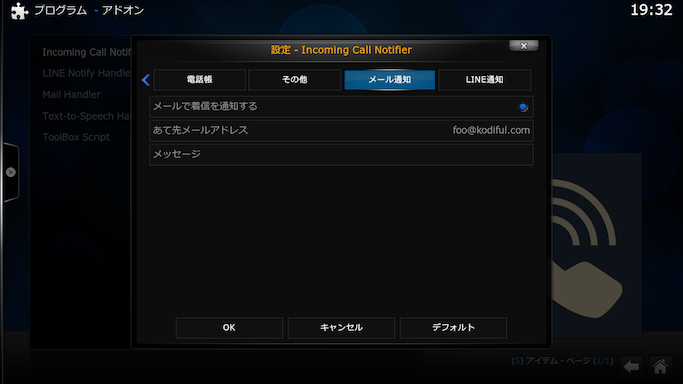 プログラム - アドオン
19:32
設定 - Incoming Call Notifier
Incoming Call Notif
LINE Notify Handle
Mail Handler
Text-to-Speech Ha
ToolBox Script
電話帳
その他
メール通知
LINE通知
メールで着信を通知する
あて先メールアドレス foo@kodiful.com
メッセージ
OK
キャンセル
デフォルト
(5) アイテム - ページ (1/1)